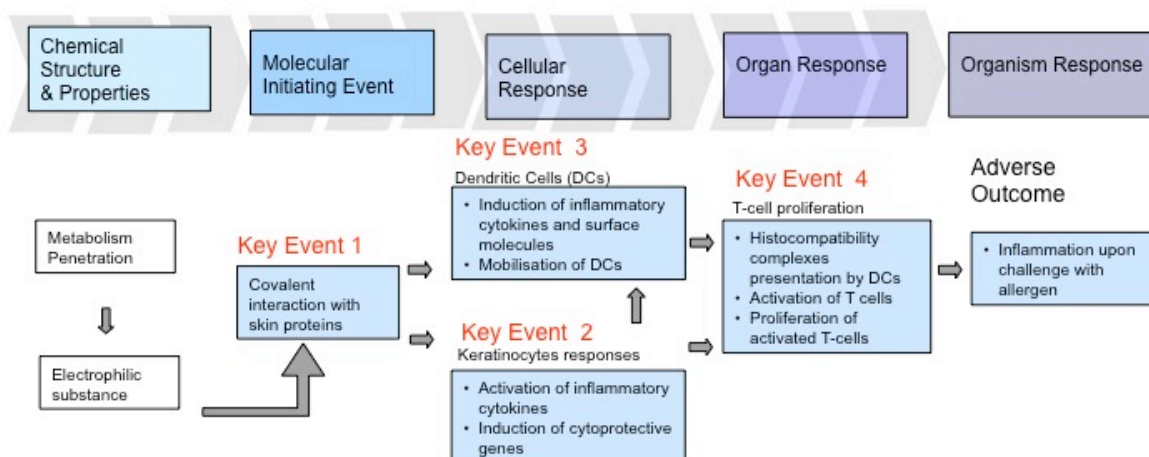 Chemical
Structure
& Properties
Molecular
Initiating Event
Cellular
Response
Organ Response
Organism Response
Metabolism
Penetration
Electrophilic
substance
Key Event 1
Covalent
interaction with
skin proteins
Key Event 3
Dendritic Cells (DCs)
• Induction of inflammatory
cytokines and surface
molecules
• Mobilisation of DCs
Key Event 2
Keratinocytes responses
• Activation of inflammatory
cytokines
• Induction of cytoprotective
genes
Key Event 4
T-cell proliferation
• Histocompatibility
complexes
presentation by DCs
• Activation of T cells
• Proliferation of
activated T-cells
Adverse
Outcome
• Inflammation upon
challenge with
allergen